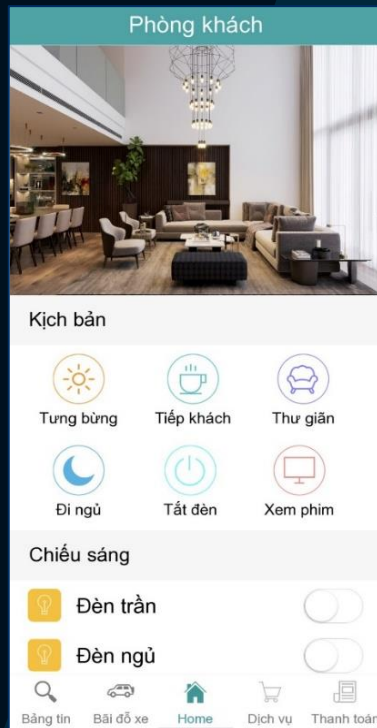 Phòng khách
Kịch bản
Tưng bừng Tiếp khách Thư giãn
Đi ngủ Tắt đèn Xem phim
Chiếu sáng
Đèn trần
Đèn ngủ
Bảng tin Bãi đỗ xe Home Dịch vụ Thanh toán